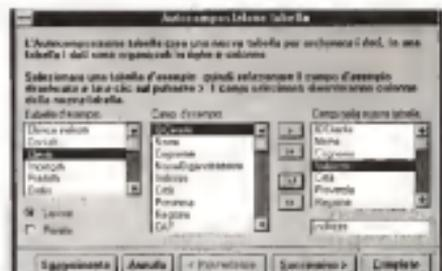 Autocomposizione tabella
L'Autocomposizione tabella crea una nuova tabella per archiviare i dati. In una
tabella i dati sono organizzati in righe e colonne.
Selezionare una tabella d'esempio quindi selezionare il campo d'esempio
desiderato e fare clic sul pulsante > I campi selezionati diventeranno colonne
della nuova tabella.
Tabelle d'esempio: Campi d'esempio: Campi nella nuova tabella:
Elenco indirizzi IDCliente > IDCliente
Contatti Nome >> Nome
Clienti Cognome Cognome
Impiegati Indirizzo
Prodotti Indirizzo Città
Ordini Città Provincia
Provincia Regione
Lavoro Regione
Privato CAP indirizzo
Suggerimento Annulla < Precedente Successivo > Completa